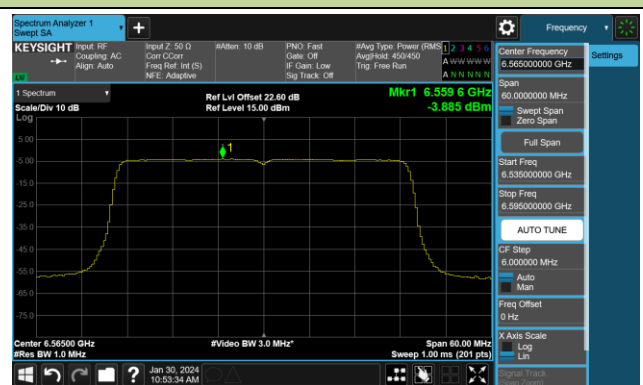 Spectrum Analyzer 1
Swept SA
Frequency
KEYSIGHT
Input: RF
Coupling: AC
Align: Auto
Input Z: 50 Ω
Corr CCorr
Freq Ref: Int (S)
NFE: Adaptive
#Atten: 10 dB
PNO: Fast
Gate: Off
IF Gain: Low
Sig Track: Off
#Avg Type: Power (RMS
Avg|Hold: 450/450
Trig: Free Run
1 2 3 4 5 6
A W W W W W
A N N N N N
LW
1 Spectrum
Scale/Div 10 dB
Log
Ref Lvl Offset 22.60 dB
Ref Level 15.00 dBm
Mkr1 6.559 6 GHz
-3.885 dBm
1
5.00
-5.00
-15.0
-25.0
-35.0
-45.0
-55.0
-65.0
-75.0
Center 6.56500 GHz
#Res BW 1.0 MHz
#Video BW 3.0 MHz*
Span 60.00 MHz
Sweep 1.00 ms (201 pts)
Center Frequency
6.565000000 GHz
Settings
Span
60.0000000 MHz
Swept Span
Zero Span
Full Span
Start Freq
6.535000000 GHz
Stop Freq
6.595000000 GHz
AUTO TUNE
CF Step
6.000000 MHz
Auto
Man
Freq Offset
0 Hz
X Axis Scale
Log
Lin
Signal Track
(Span Zoom)
?
Jan 30, 2024
10:53:34 AM